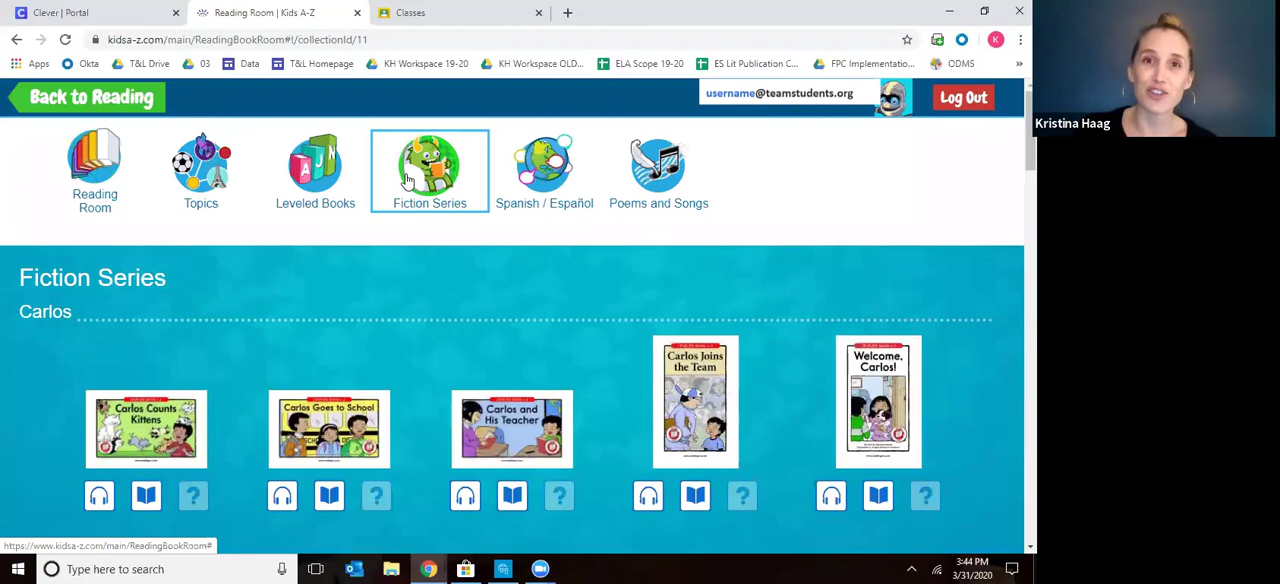 Clever | Portal
Reading Room | Kids A-Z
Classes
kidsa-z.com/main/ReadingBookRoom#!/collectionId/11
Apps
Okta
T&L Drive
03
Data
T&L Homepage
KH Workspace 19-20
KH Workspace OLD...
ELA Scope 19-20
ES Lit Publication C...
FPC Implementatio...
ODMS
Back to Reading
username@teamstudents.org
Log Out
Kristina Haag
Reading
Room
Topics
Leveled Books
Fiction Series
Spanish / Español
Poems and Songs
Fiction Series
Carlos
Carlos Counts
Kittens
Carlos Goes to School
Carlos and
His Teacher
Carlos Joins
the Team
Welcome,
Carlos!
https://www.kidsa-z.com/main/ReadingBookRoom#
Type here to search
3:44 PM
3/31/2020